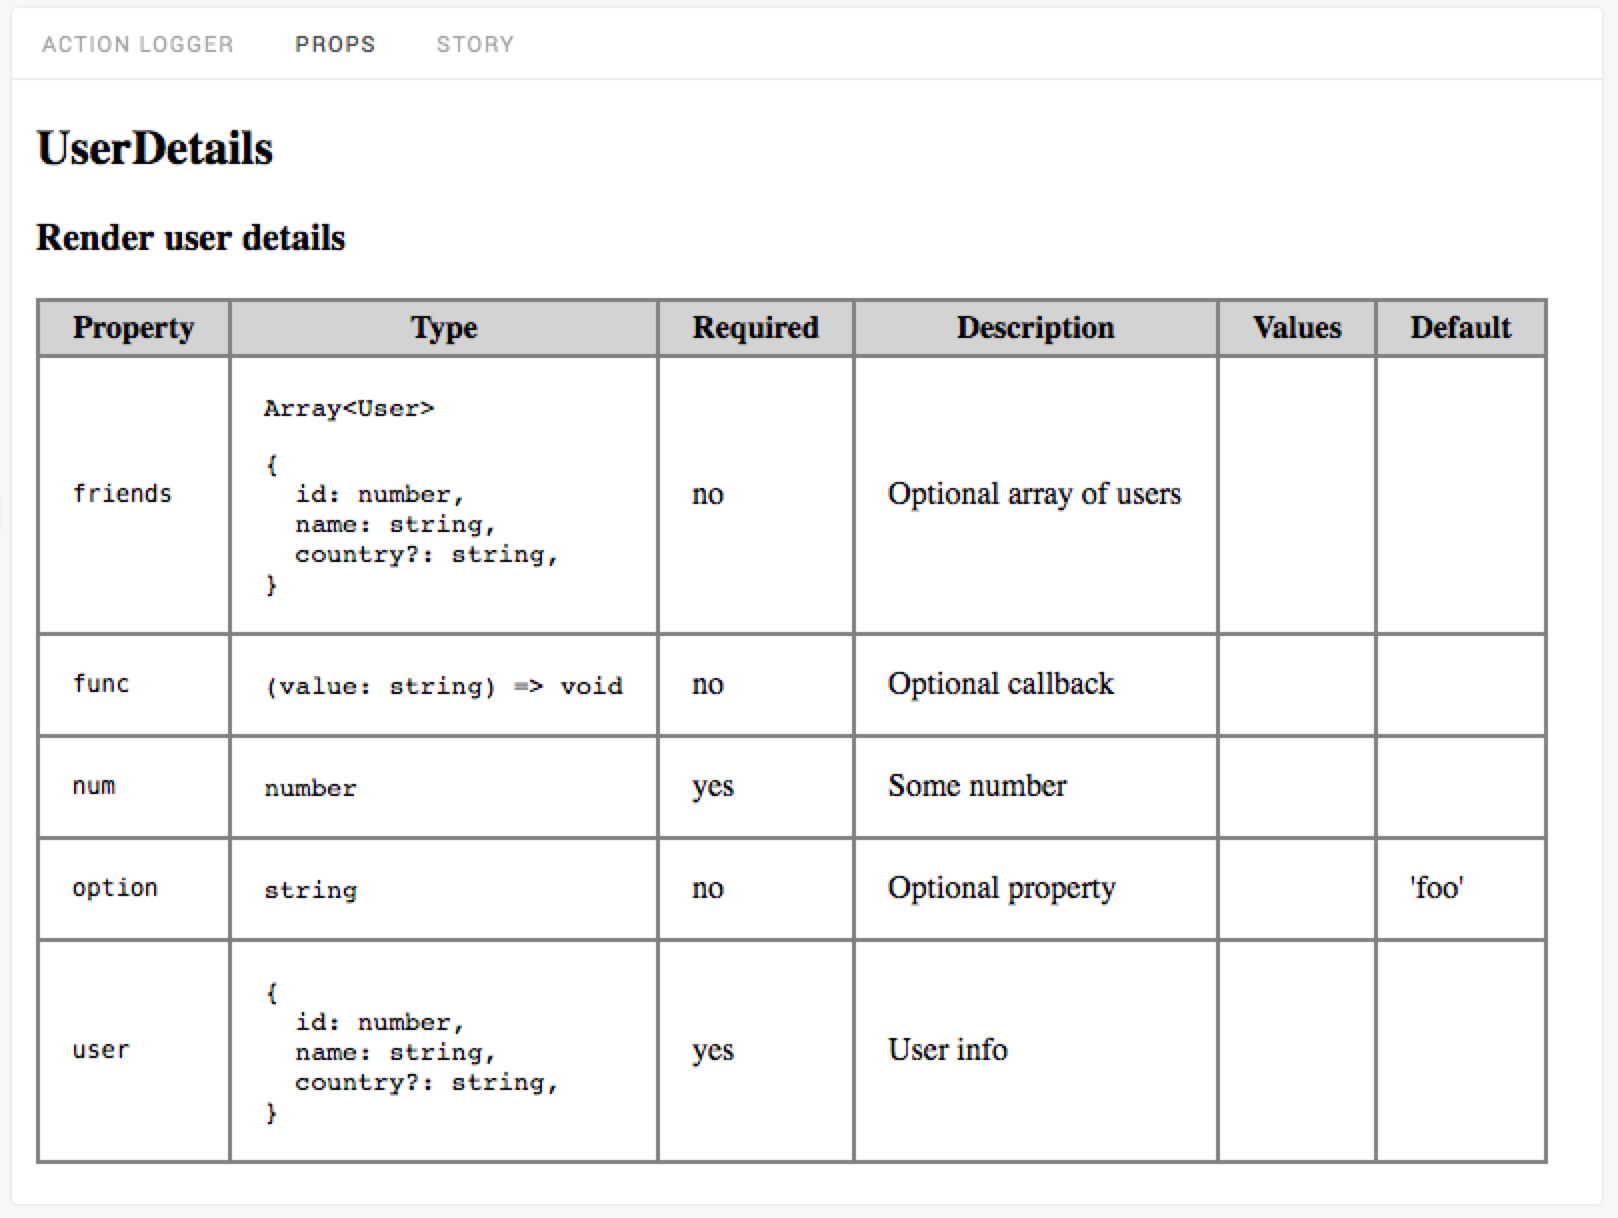 ACTION LOGGER PROPS STORY
UserDetails
Render user details
Property Type Required Description Values Default
friends
Array<User>
{
id: number,
name: string,
country?: string,
}
no
Optional array of users
func (value: string) => void no Optional callback
num number yes Some number
option string no Optional property 'foo'
user
{
id: number,
name: string,
country?: string,
}
yes
User info